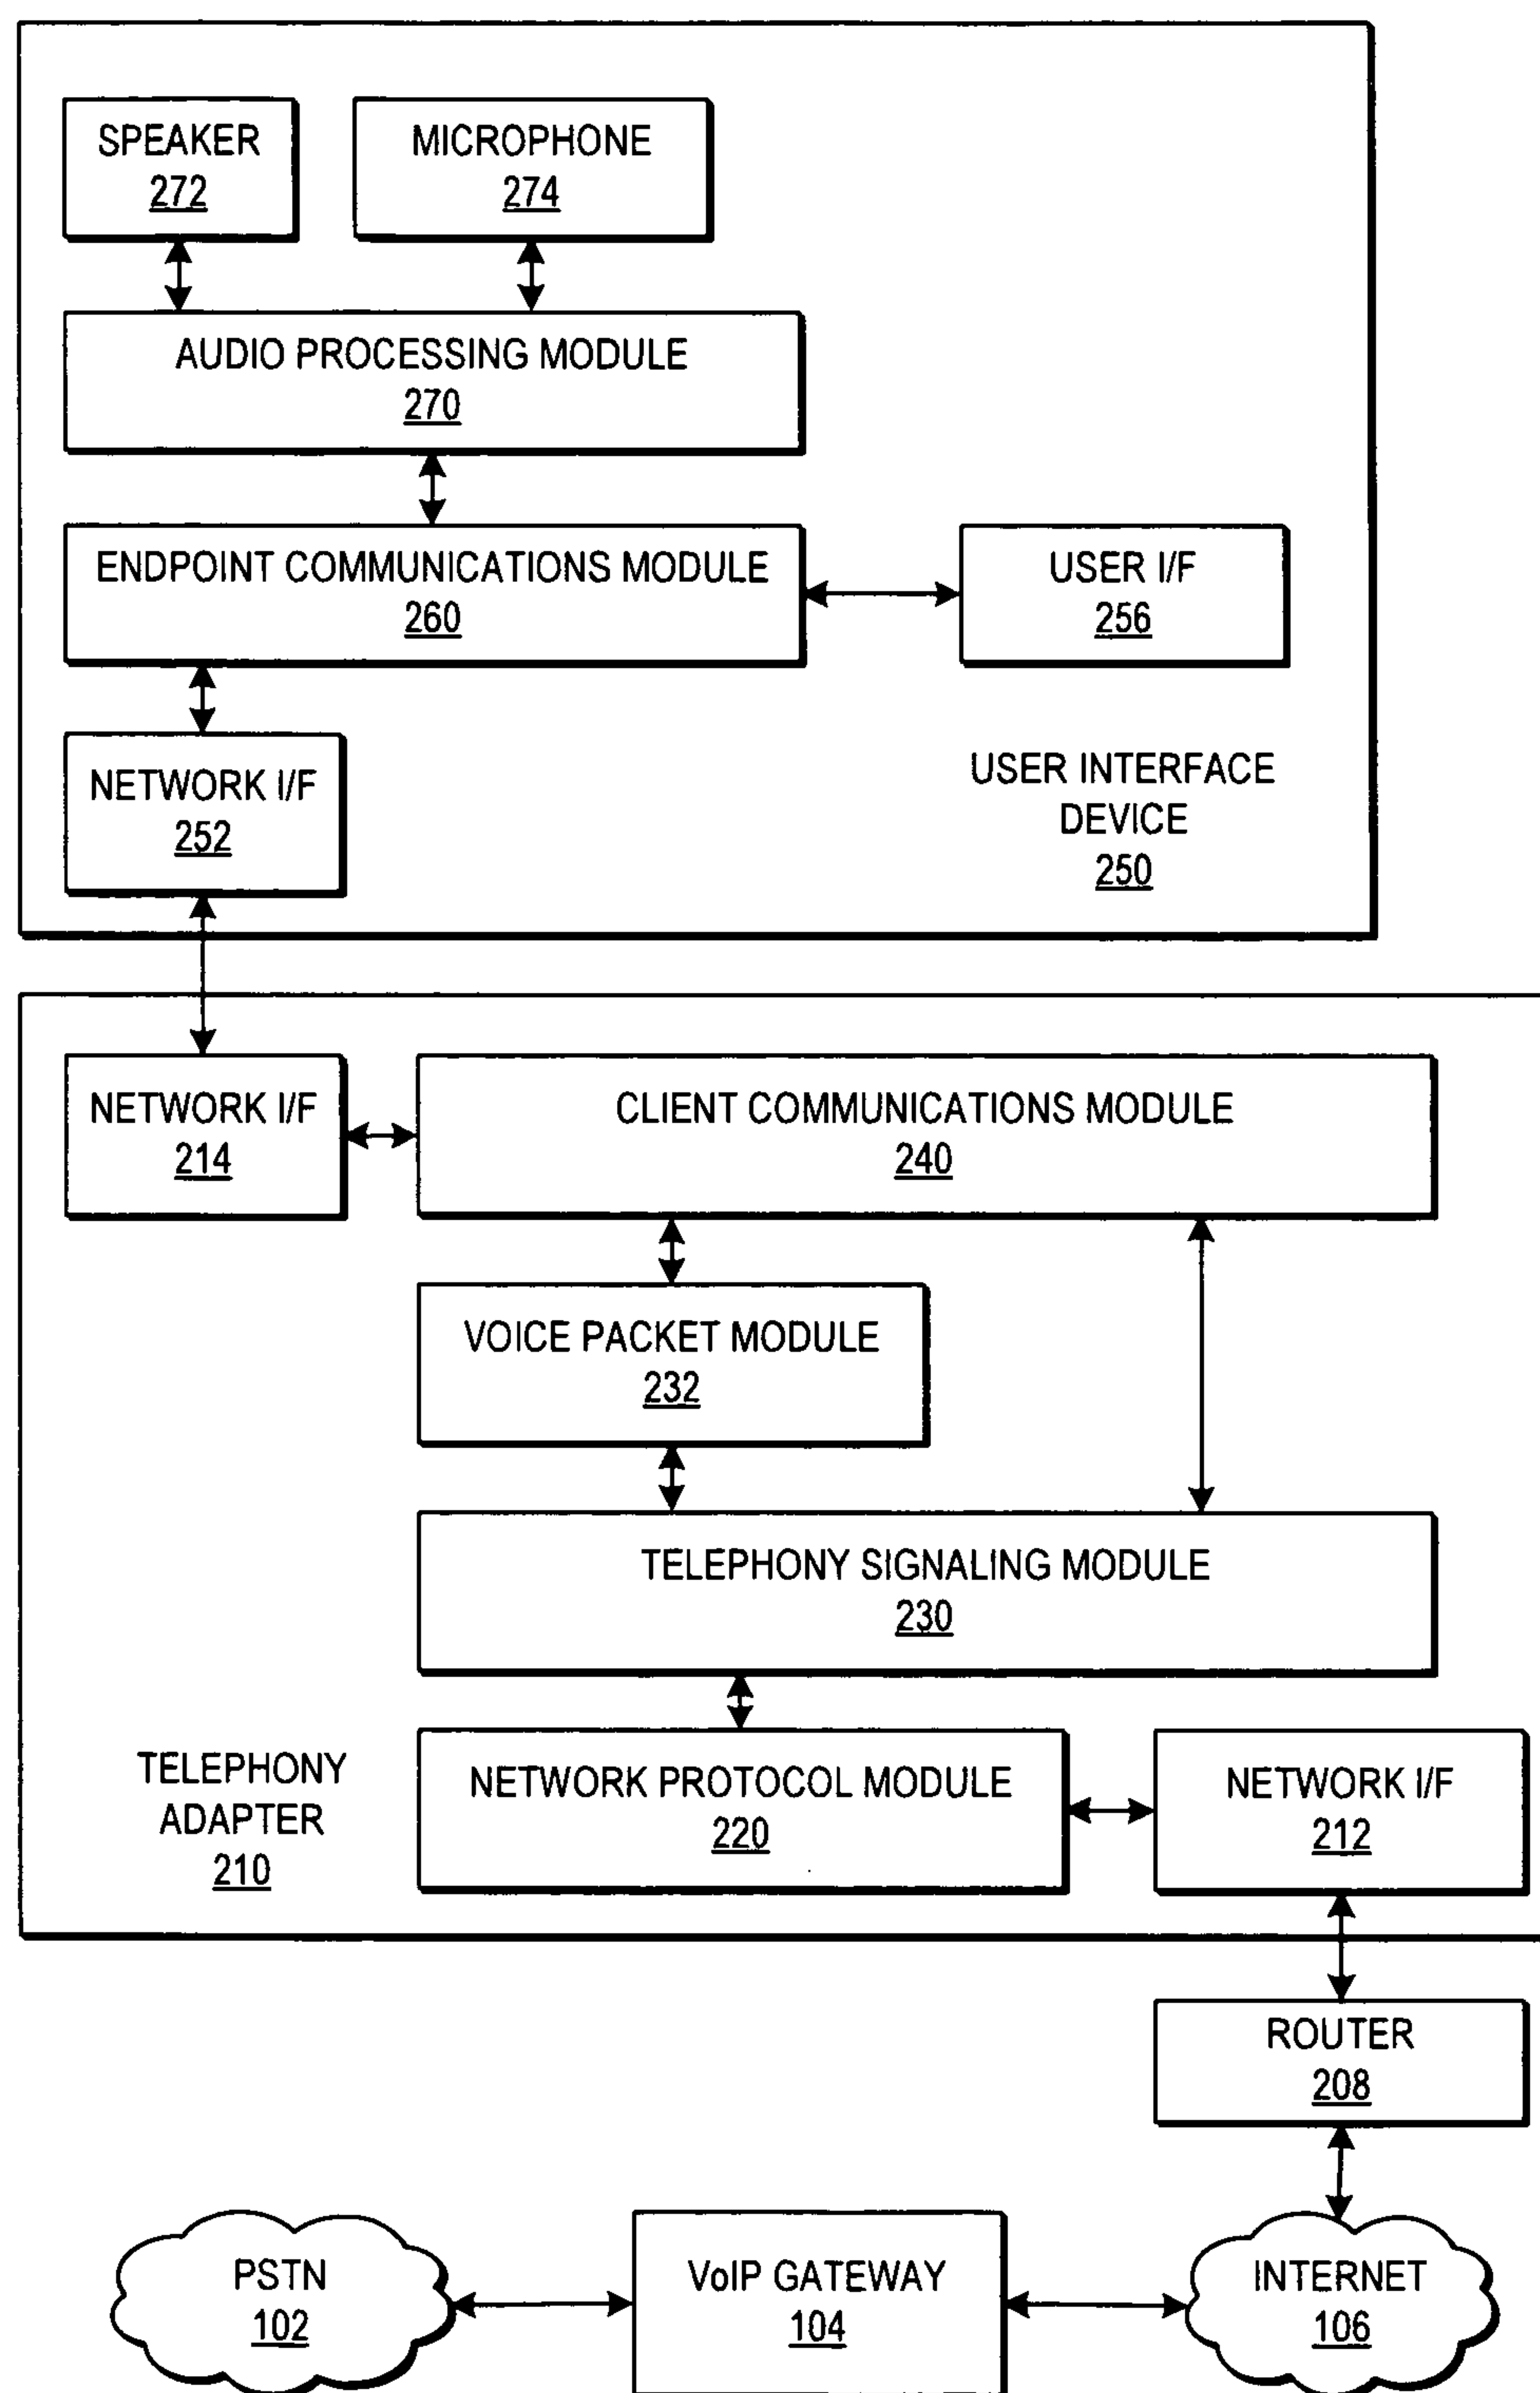 SPEAKER
272
MICROPHONE
274
AUDIO PROCESSING MODULE
270
ENDPOINT COMMUNICATIONS MODULE
260
USER I/F
256
NETWORK I/F
252
USER INTERFACE
DEVICE
250
NETWORK I/F
214
CLIENT COMMUNICATIONS MODULE
240
VOICE PACKET MODULE
232
TELEPHONY SIGNALING MODULE
230
TELEPHONY
ADAPTER
210
NETWORK PROTOCOL MODULE
220
NETWORK I/F
212
ROUTER
208
PSTN
102
VoIP GATEWAY
104
INTERNET
106